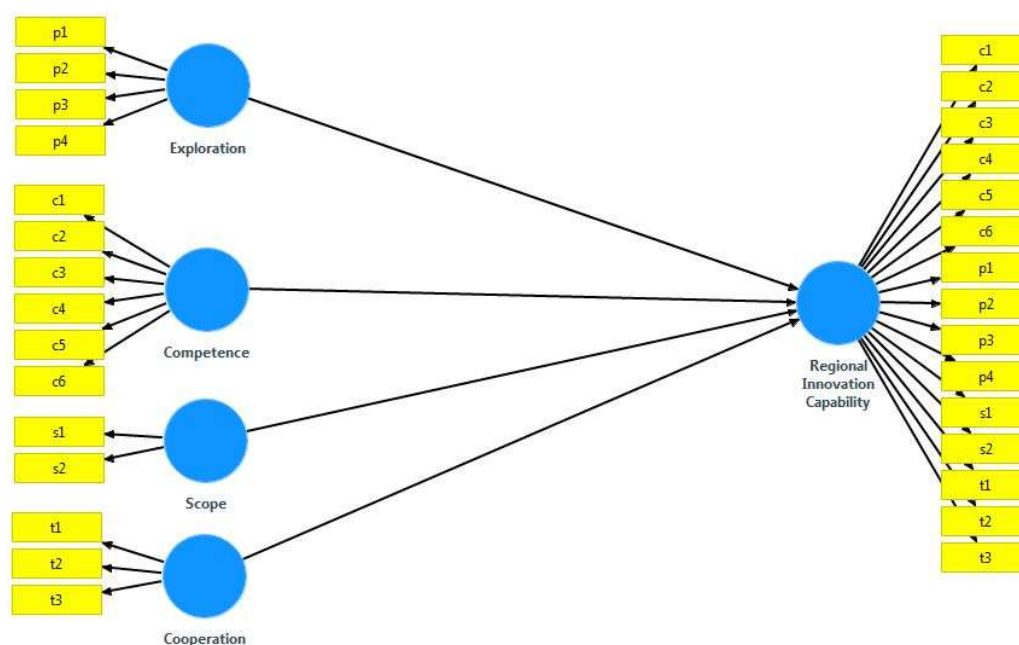 p1
p2
p3
p4
Exploration
c1
c2
c3
c4
c5
c6
Competence
s1
s2
Scope
t1
t2
t3
Cooperation
Regional
Innovation
Capability
c1
c2
c3
c4
c5
c6
p1
p2
p3
p4
s1
s2
t1
t2
t3